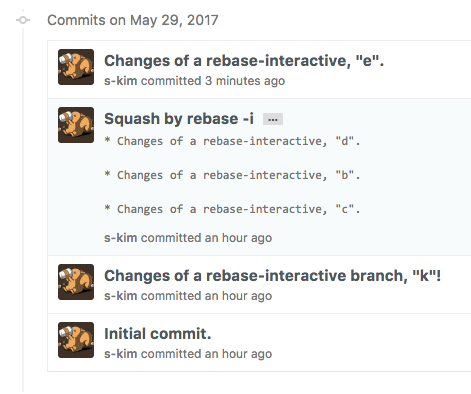 Commits on May 29, 2017
Changes of a rebase-interactive, "e".
s-kim committed 3 minutes ago
Squash by rebase -i …
* Changes of a rebase-interactive, "d".
* Changes of a rebase-interactive, "b".
* Changes of a rebase-interactive, "c".
s-kim committed an hour ago
Changes of a rebase-interactive branch, "k"!
s-kim committed an hour ago
Initial commit.
s-kim committed an hour ago